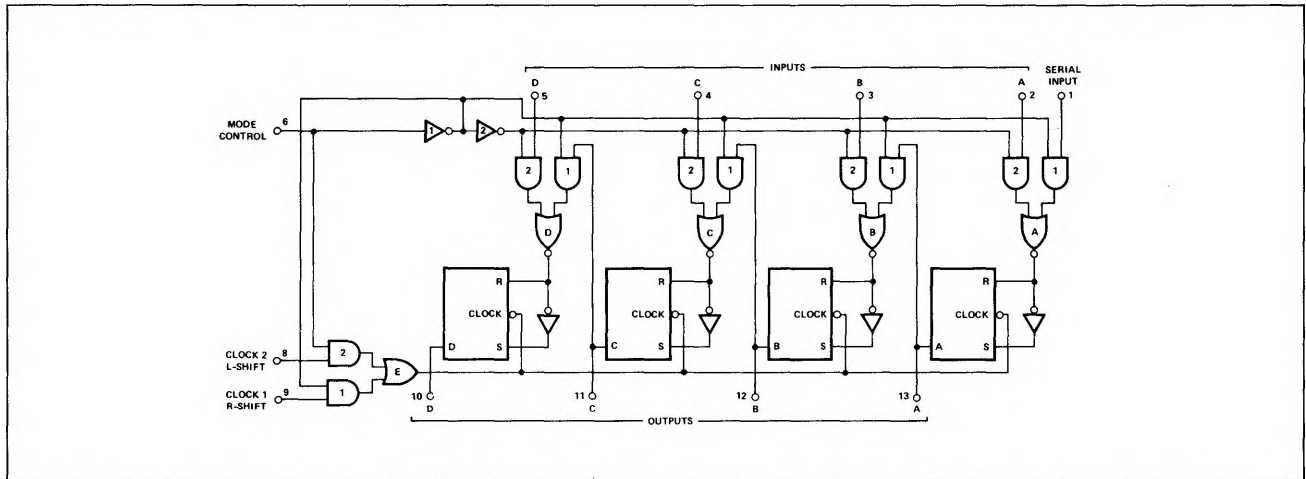 INPUTS
D C B A SERIAL INPUT
5 4 3 2 1
MODE CONTROL 6
1 2
2 1 2 1 2 1 2 1
D C B A
R R R R
CLOCK CLOCK CLOCK CLOCK
D S C S B S A S
CLOCK 2 L-SHIFT 8 2
E
CLOCK 1 R-SHIFT 9 1
10 11 12 13
D C B A
OUTPUTS